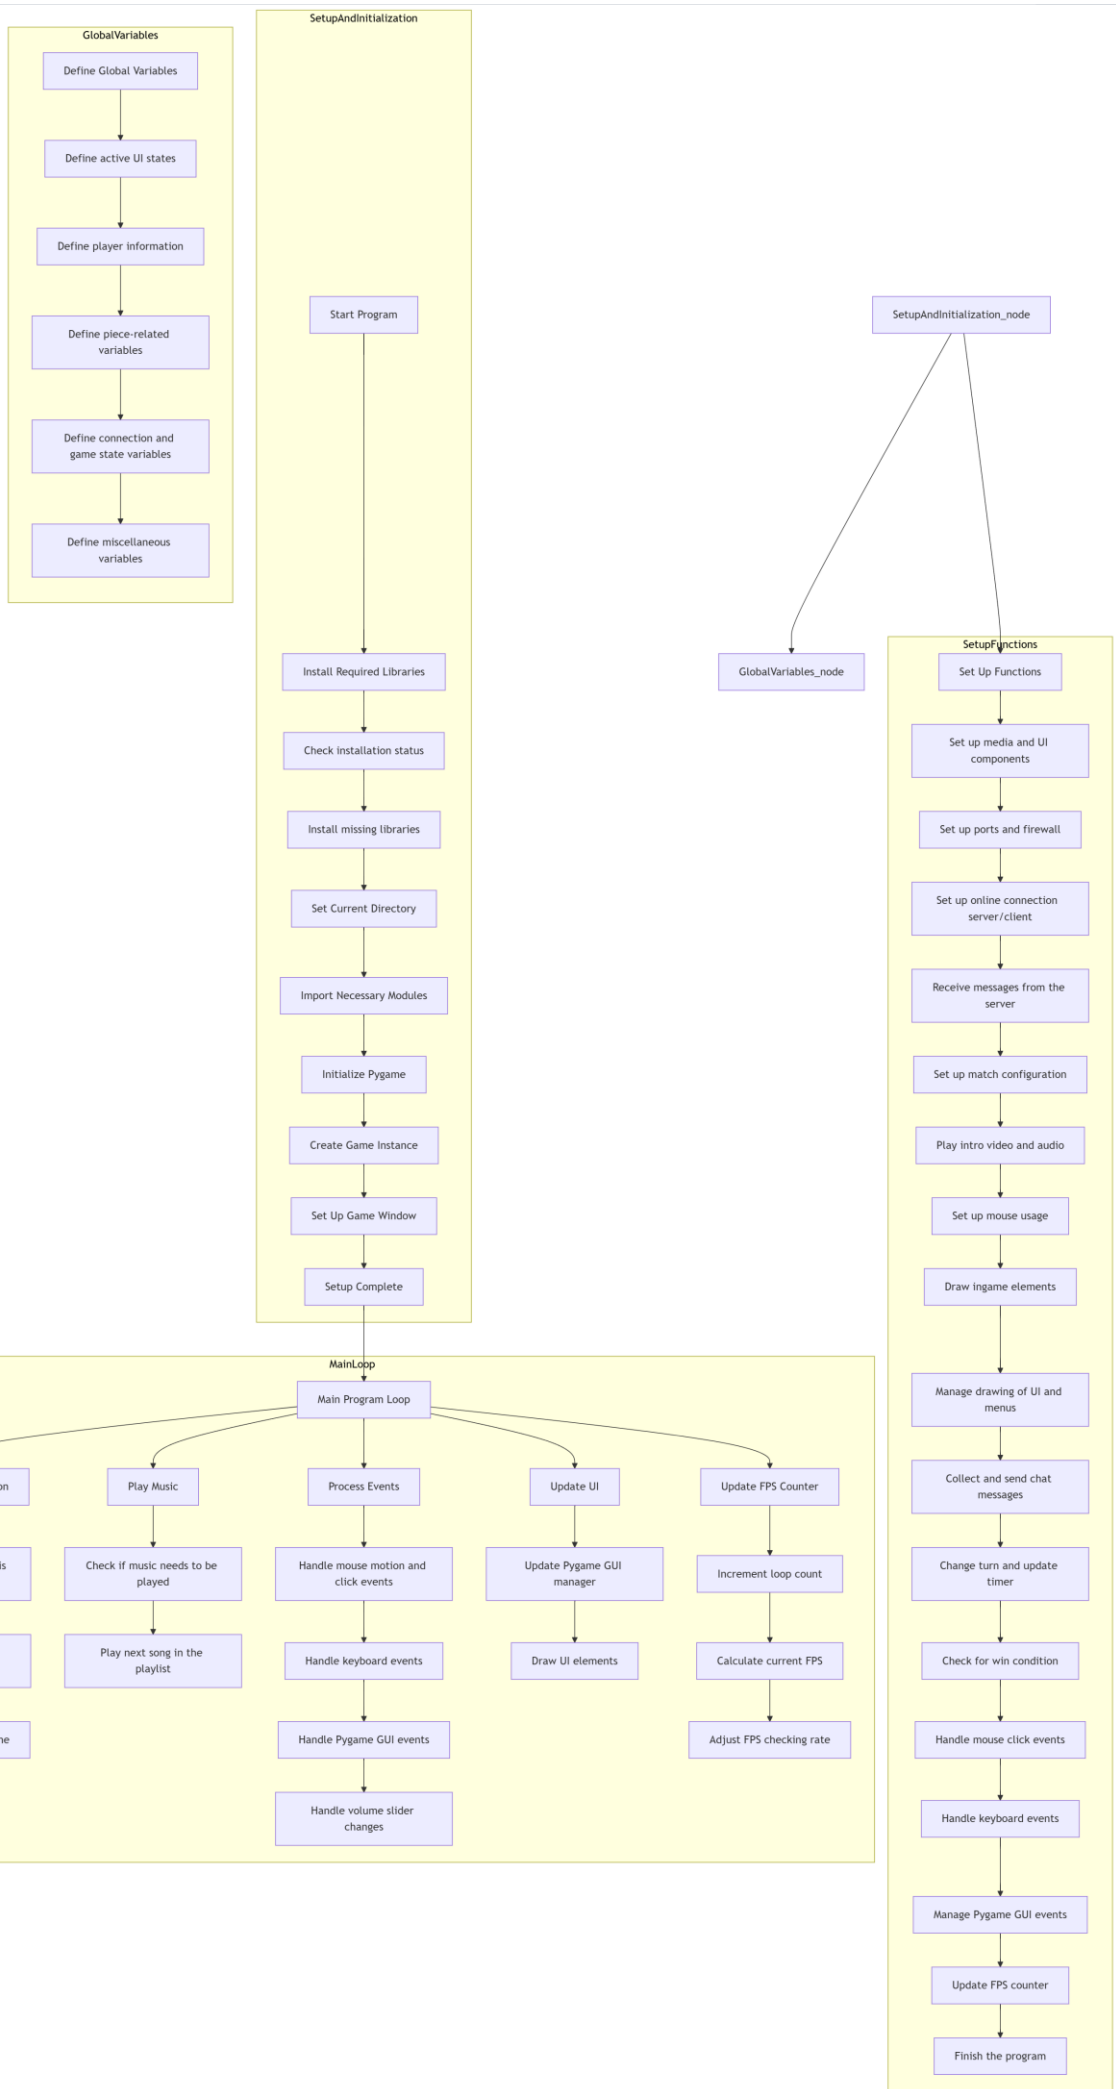 GlobalVariables
Define Global Variables
Define active UI states
Define player information
Define piece-related
variables
Define connection and
game state variables
Define miscellaneous
variables
SetupAndInitialization
Start Program
Install Required Libraries
Check installation status
Install missing libraries
Set Current Directory
Import Necessary Modules
Initialize Pygame
Create Game Instance
Set Up Game Window
Setup Complete
SetupAndInitialization_node
GlobalVariables_node
SetupFunctions
Set Up Functions
Set up media and UI
components
Set up ports and firewall
Set up online connection
server/client
Receive messages from the
server
Set up match configuration
Play intro video and audio
Set up mouse usage
Draw ingame elements
Manage drawing of UI and
menus
Collect and send chat
messages
Change turn and update
timer
Check for win condition
Handle mouse click events
Handle keyboard events
Manage Pygame GUI events
Update FPS counter
Finish the program
MainLoop
Main Program Loop
on
is
ne
Play Music
Check if music needs to be
played
Play next song in the
playlist
Process Events
Handle mouse motion and
click events
Handle keyboard events
Handle Pygame GUI events
Handle volume slider
changes
Update UI
Update Pygame GUI
manager
Draw UI elements
Update FPS Counter
Increment loop count
Calculate current FPS
Adjust FPS checking rate